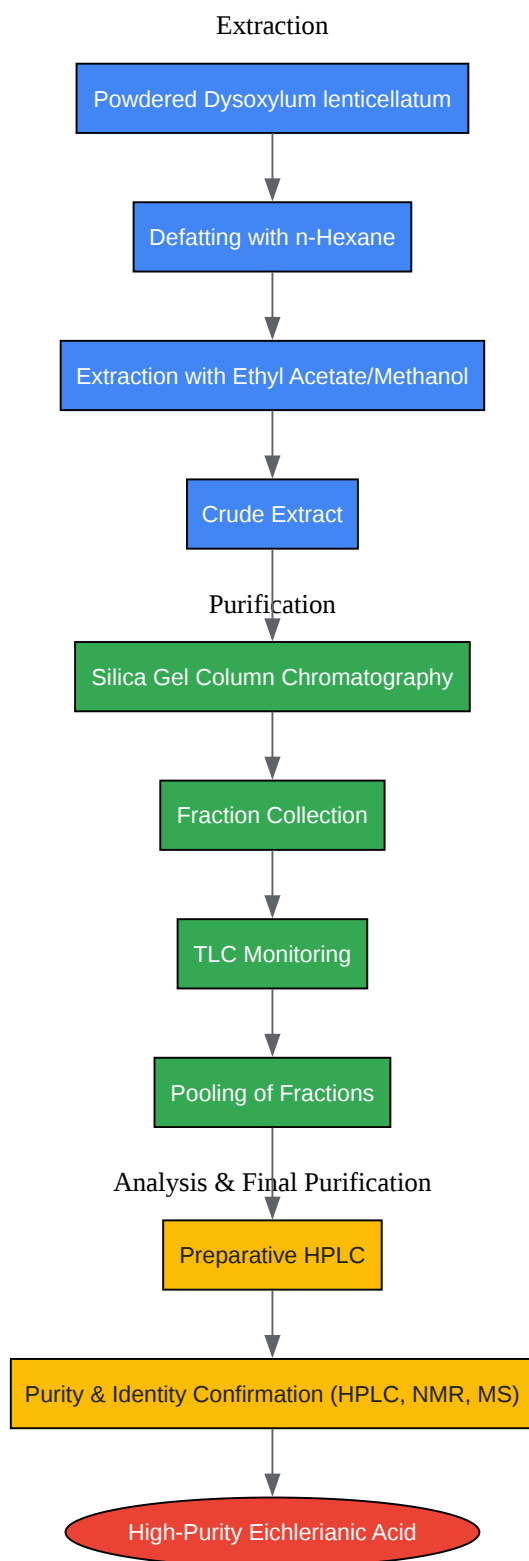 Extraction
Powdered Dysoxylum lenticellatum
Defatting with n-Hexane
Extraction with Ethyl Acetate/Methanol
Crude Extract
Purification
Silica Gel Column Chromatography
Fraction Collection
TLC Monitoring
Pooling of Fractions
Analysis & Final Purification
Preparative HPLC
Purity & Identity Confirmation (HPLC, NMR, MS)
High-Purity Eichlerianic Acid